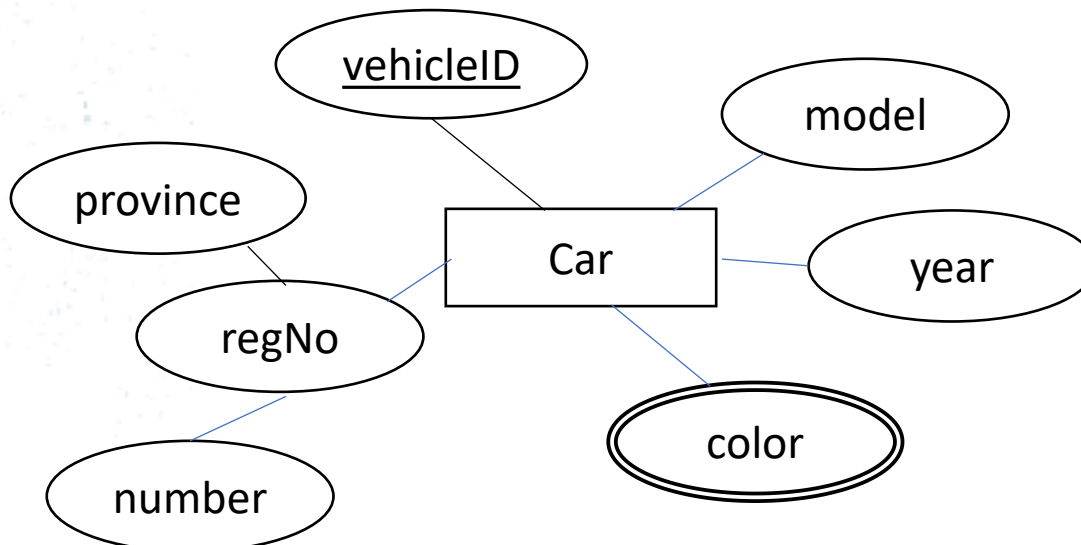 vehicleID
model
province
Car
year
regNo
color
number